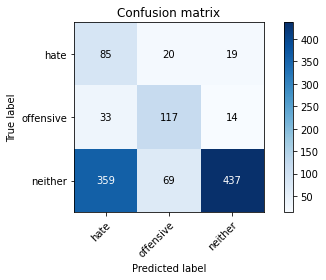 Confusion matrix
hate 85 20 19
offensive 33 117 14
neither 359 69 437
hate offensive neither
True label
Predicted label
400
350
300
250
200
150
100
50